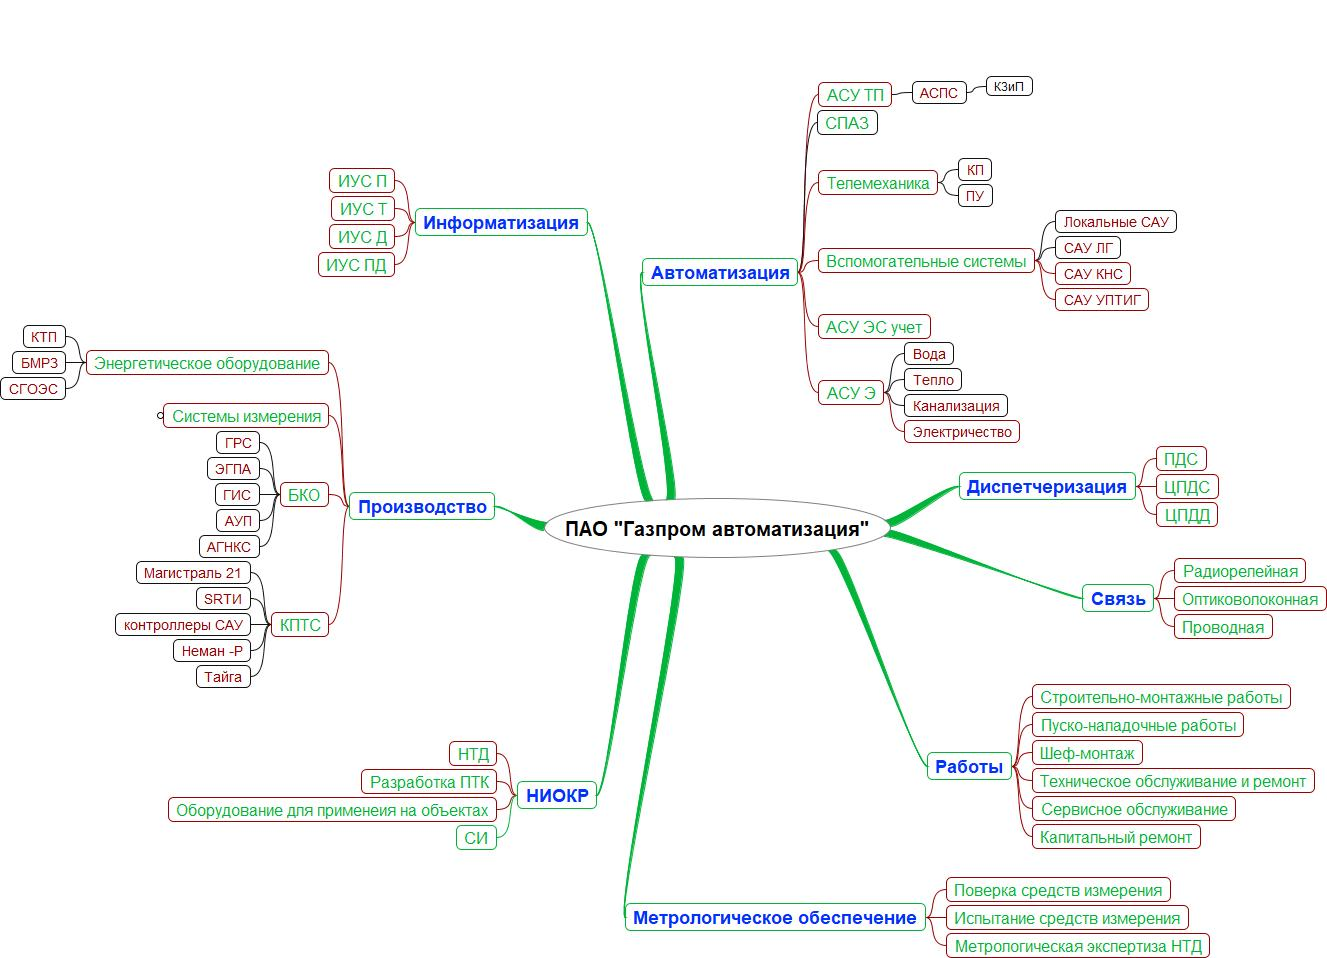 ПАО "Газпром автоматизация"
Автоматизация
АСУ ТП
АСПС
КЗиП
СПАЗ
Телемеханика
КП
ПУ
Вспомогательные системы
Локальные САУ
САУ ЛГ
САУ КНС
САУ УПТИГ
АСУ ЭС учет
АСУ Э
Вода
Тепло
Канализация
Электричество
Диспетчеризация
ПДС
ЦПДС
ЦПДД
Связь
Радиорелейная
Оптиковолоконная
Проводная
Работы
Строительно-монтажные работы
Пуско-наладочные работы
Шеф-монтаж
Техническое обслуживание и ремонт
Сервисное обслуживание
Капитальный ремонт
Метрологическое обеспечение
Поверка средств измерения
Испытание средств измерения
Метрологическая экспертиза НТД
Информатизация
ИУС П
ИУС Т
ИУС Д
ИУС ПД
Производство
Энергетическое оборудование
КТП
БМРЗ
СГОЭС
Системы измерения
БКО
ГРС
ЭГПА
ГИС
АУП
АГНКС
КПТС
Магистраль 21
SRTИ
контроллеры САУ
Неман -Р
Тайга
НИОКР
НТД
Разработка ПТК
Оборудование для применеия на объектах
СИ